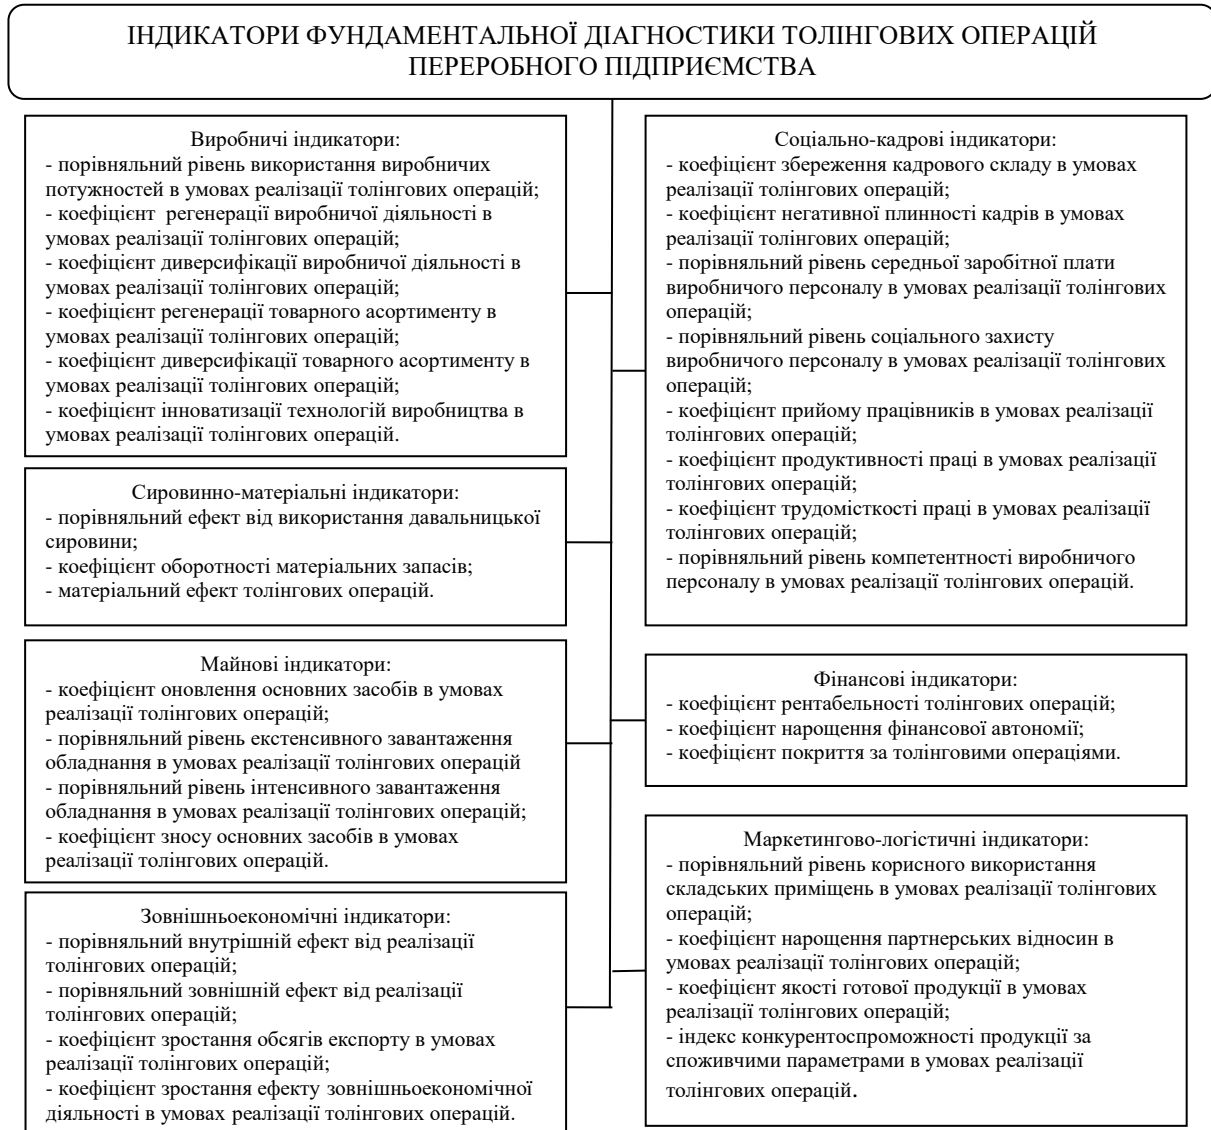 ІНДИКАТОРИ ФУНДАМЕНТАЛЬНОЇ ДІАГНОСТИКИ ТОЛІНГОВИХ ОПЕРАЦІЙ
ПЕРЕРОБНОГО ПІДПРИЄМСТВА
Виробничі індикатори:
- порівняльний рівень використання виробничих
потужностей в умовах реалізації толінгових операцій;
- коефіцієнт регенерації виробничої діяльності в
умовах реалізації толінгових операцій;
- коефіцієнт диверсифікації виробничої діяльності в
умовах реалізації толінгових операцій;
- коефіцієнт регенерації товарного асортименту в
умовах реалізації толінгових операцій;
- коефіцієнт диверсифікації товарного асортименту в
умовах реалізації толінгових операцій;
- коефіцієнт інноватизації технологій виробництва в
умовах реалізації толінгових операцій.
Сировинно-матеріальні індикатори:
- порівняльний ефект від використання давальницької
сировини;
- коефіцієнт оборотності матеріальних запасів;
- матеріальний ефект толінгових операцій.
Майнові індикатори:
- коефіцієнт оновлення основних засобів в умовах
реалізації толінгових операцій;
- порівняльний рівень екстенсивного завантаження
обладнання в умовах реалізації толінгових операцій
- порівняльний рівень інтенсивного завантаження
обладнання в умовах реалізації толінгових операцій;
- коефіцієнт зносу основних засобів в умовах
реалізації толінгових операцій.
Зовнішньоекономічні індикатори:
- порівняльний внутрішній ефект від реалізації
толінгових операцій;
- порівняльний зовнішній ефект від реалізації
толінгових операцій;
- коефіцієнт зростання обсягів експорту в умовах
реалізації толінгових операцій;
- коефіцієнт зростання ефекту зовнішньоекономічної
діяльності в умовах реалізації толінгових операцій.
Соціально-кадрові індикатори:
- коефіцієнт збереження кадрового складу в умовах
реалізації толінгових операцій;
- коефіцієнт негативної плинності кадрів в умовах
реалізації толінгових операцій;
- порівняльний рівень середньої заробітної плати
виробничого персоналу в умовах реалізації толінгових
операцій;
- порівняльний рівень соціального захисту
виробничого персоналу в умовах реалізації толінгових
операцій;
- коефіцієнт прийому працівників в умовах реалізації
толінгових операцій;
- коефіцієнт продуктивності праці в умовах реалізації
толінгових операцій;
- коефіцієнт трудомісткості праці в умовах реалізації
толінгових операцій;
- порівняльний рівень компетентності виробничого
персоналу в умовах реалізації толінгових операцій.
Фінансові індикатори:
- коефіцієнт рентабельності толінгових операцій;
- коефіцієнт нарощення фінансової автономії;
- коефіцієнт покриття за толінговими операціями.
Маркетингово-логістичні індикатори:
- порівняльний рівень корисного використання
складських приміщень в умовах реалізації толінгових
операцій;
- коефіцієнт нарощення партнерських відносин в
умовах реалізації толінгових операцій;
- коефіцієнт якості готової продукції в умовах
реалізації толінгових операцій;
- індекс конкурентоспроможності продукції за
споживчими параметрами в умовах реалізації
толінгових операцій.